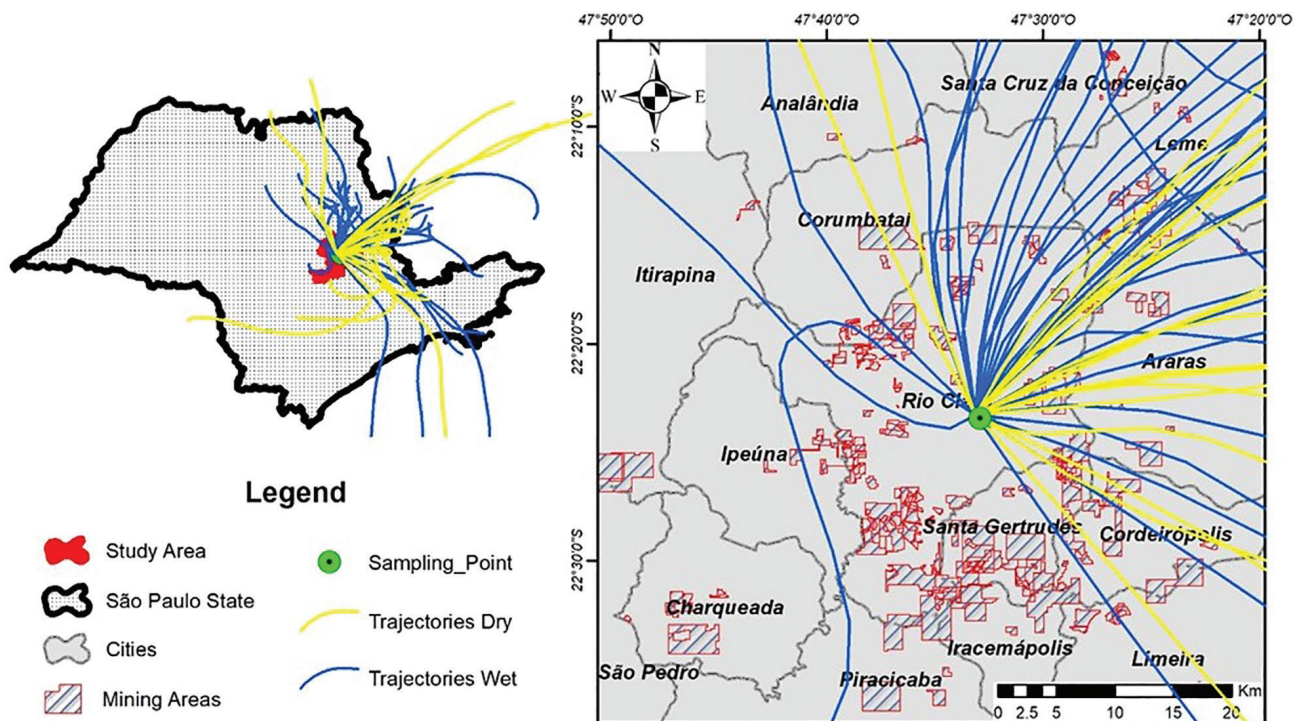 47°50'0"O 47°40'0"O 47°30'0"O 47°20'0"O
N
W E
S
22°10'0"S
22°20'0"S
22°30'0"S
Santa Cruz da Conceição
Analândia
Leme
Corumbataí
Itirapina
Araras
Rio Cl
Ipeúna
Santa Gertrudes
Cordeirópolis
Charqueada
Iracemápolis
Limeira
São Pedro
Piracicaba
Km
0 2.5 5 10 15 20
Legend
Study Area
São Paulo State
Cities
Mining Areas
Sampling_Point
Trajectories Dry
Trajectories Wet